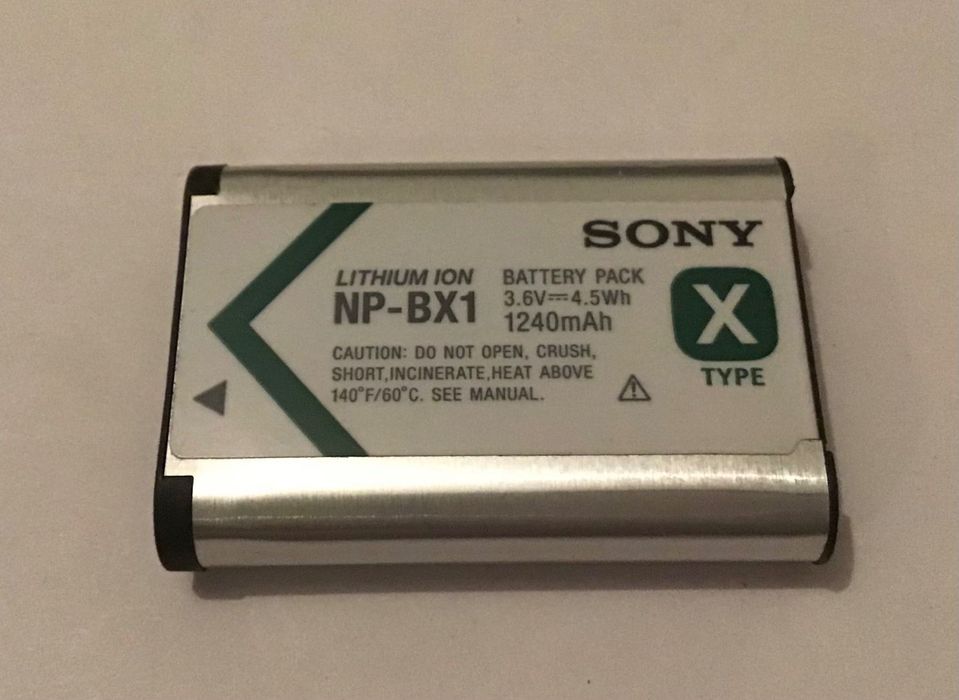 SONY
LITHIUM ION BATTERY PACK
NP-BX1 3.6V⎓4.5Wh
1240mAh
X
TYPE
CAUTION: DO NOT OPEN, CRUSH,
SHORT,INCINERATE,HEAT ABOVE
140°F/60°C. SEE MANUAL.